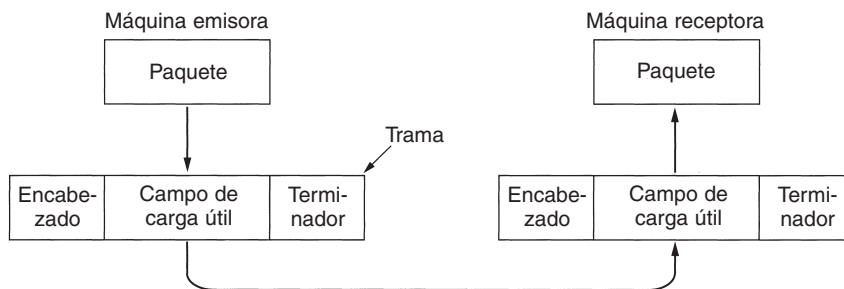 Máquina emisora
Máquina receptora
Paquete
Paquete
Trama
Encabe-
zado
Campo de
carga útil
Termi-
nador
Encabe-
zado
Campo de
carga útil
Termi-
nador